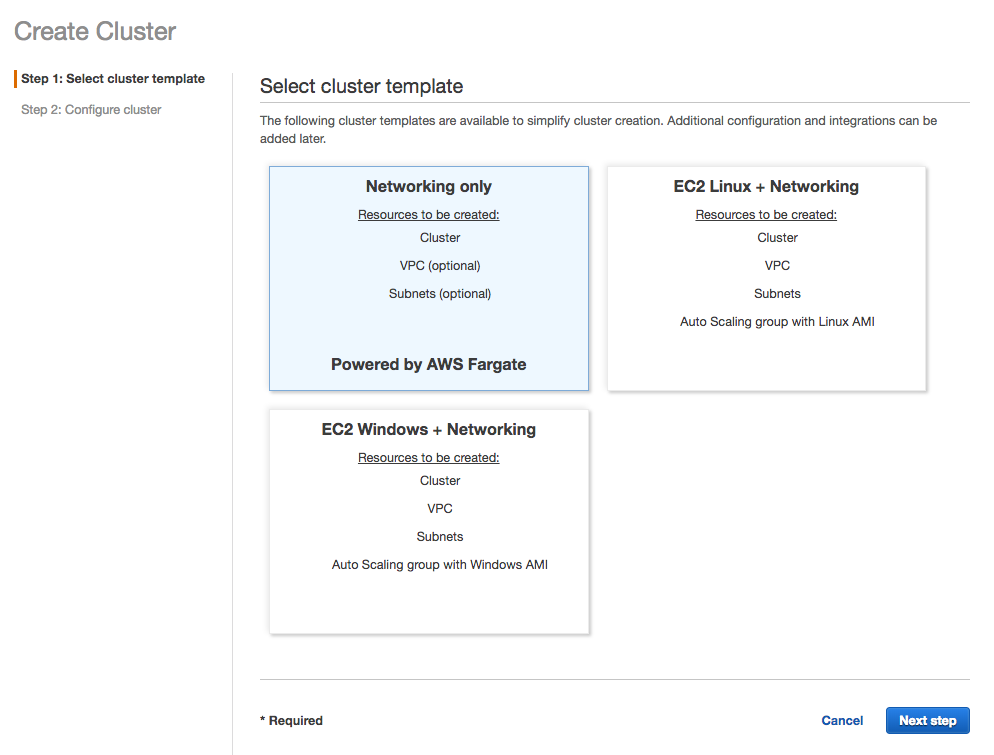 Create Cluster
Step 1: Select cluster template
Step 2: Configure cluster
Select cluster template
The following cluster templates are available to simplify cluster creation. Additional configuration and integrations can be
added later.
Networking only
Resources to be created:
Cluster
VPC (optional)
Subnets (optional)
Powered by AWS Fargate
EC2 Linux + Networking
Resources to be created:
Cluster
VPC
Subnets
Auto Scaling group with Linux AMI
EC2 Windows + Networking
Resources to be created:
Cluster
VPC
Subnets
Auto Scaling group with Windows AMI
* Required
Cancel
Next step